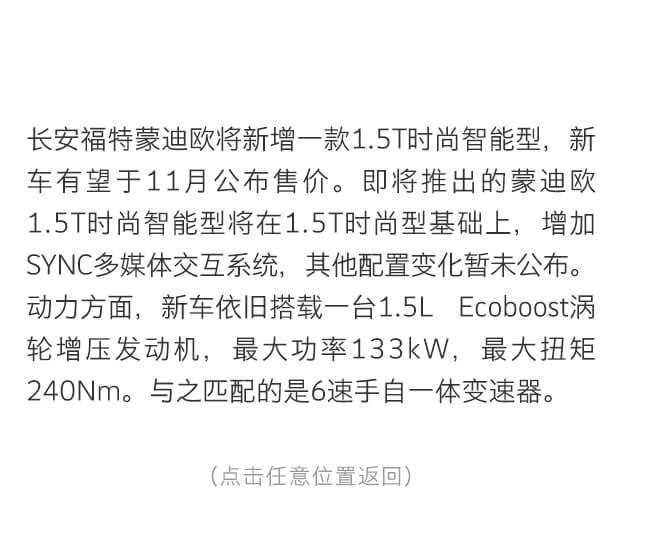 长安福特蒙迪欧将新增一款1.5T时尚智能型，新
车有望于11月公布售价。即将推出的蒙迪欧
1.5T时尚智能型将在1.5T时尚型基础上，增加
SYNC多媒体交互系统，其他配置变化暂未公布。
动力方面，新车依旧搭载一台1.5L Ecoboost涡
轮增压发动机，最大功率133kW，最大扭矩
240Nm。与之匹配的是6速手自一体变速器。
（点击任意位置返回）